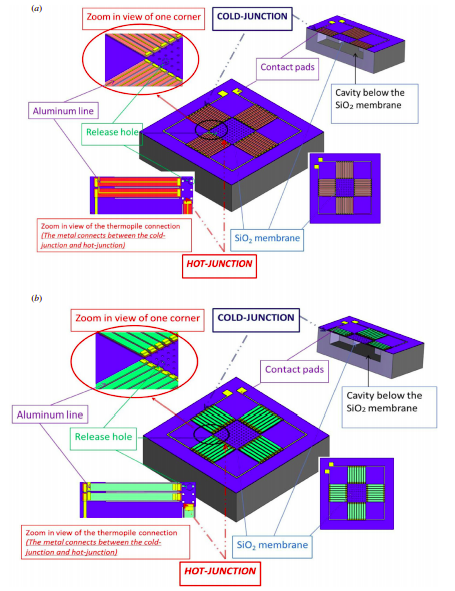 (a)
Zoom in view of one corner
COLD-JUNCTION
Contact pads
Cavity below the
SiO₂ membrane
Aluminum line
Release hole
Zoom in view of the thermopile connection
(The metal connects between the cold-
junction and hot-junction)
SiO₂ membrane
HOT-JUNCTION
(b)
Zoom in view of one corner
COLD-JUNCTION
Contact pads
Cavity below the
SiO₂ membrane
Aluminum line
Release hole
Zoom in view of the thermopile connection
(The metal connects between the cold-
junction and hot-junction)
SiO₂ membrane
HOT-JUNCTION